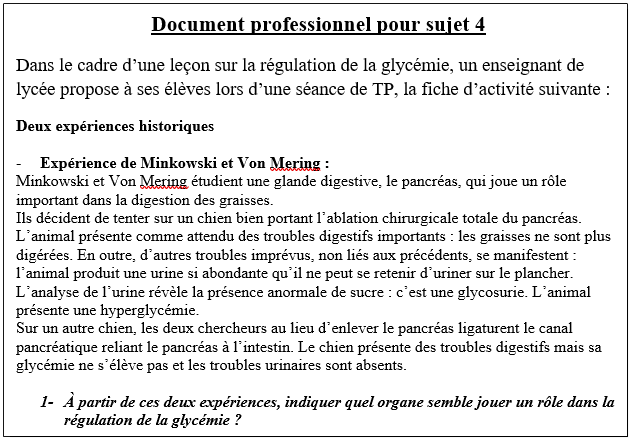 Document professionnel pour sujet 4
Dans le cadre d’une leçon sur la régulation de la glycémie, un enseignant de
lycée propose à ses élèves lors d’une séance de TP, la fiche d’activité suivante :
Deux expériences historiques
- Expérience de Minkowski et Von Mering :
Minkowski et Von Mering étudient une glande digestive, le pancréas, qui joue un rôle
important dans la digestion des graisses.
Ils décident de tenter sur un chien bien portant l’ablation chirurgicale totale du pancréas.
L’animal présente comme attendu des troubles digestifs importants : les graisses ne sont plus
digérées. En outre, d’autres troubles imprévus, non liés aux précédents, se manifestent :
l’animal produit une urine si abondante qu’il ne peut se retenir d’uriner sur le plancher.
L’analyse de l’urine révèle la présence anormale de sucre : c’est une glycosurie. L’animal
présente une hyperglycémie.
Sur un autre chien, les deux chercheurs au lieu d’enlever le pancréas ligaturent le canal
pancréatique reliant le pancréas à l’intestin. Le chien présente des troubles digestifs mais sa
glycémie ne s’élève pas et les troubles urinaires sont absents.
1- À partir de ces deux expériences, indiquer quel organe semble jouer un rôle dans la
régulation de la glycémie ?